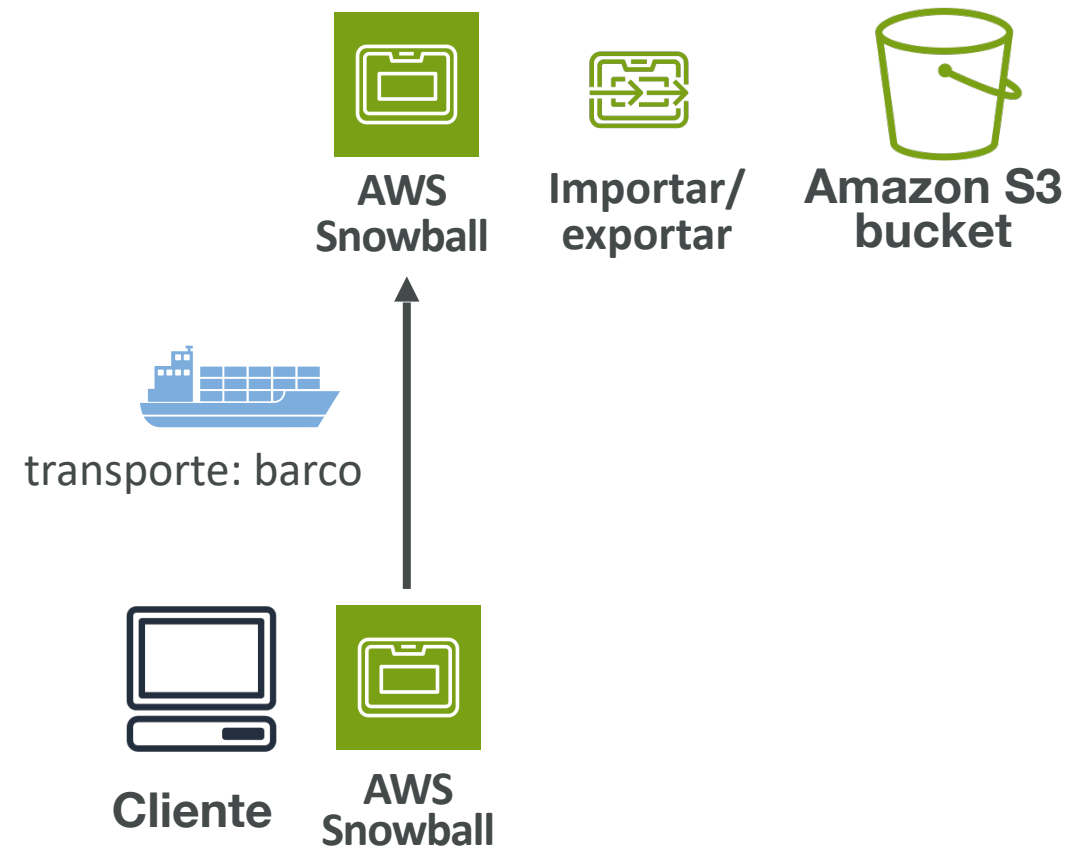 AWS
Snowball
Importar/
exportar
Amazon S3
bucket
transporte: barco
Cliente
AWS
Snowball